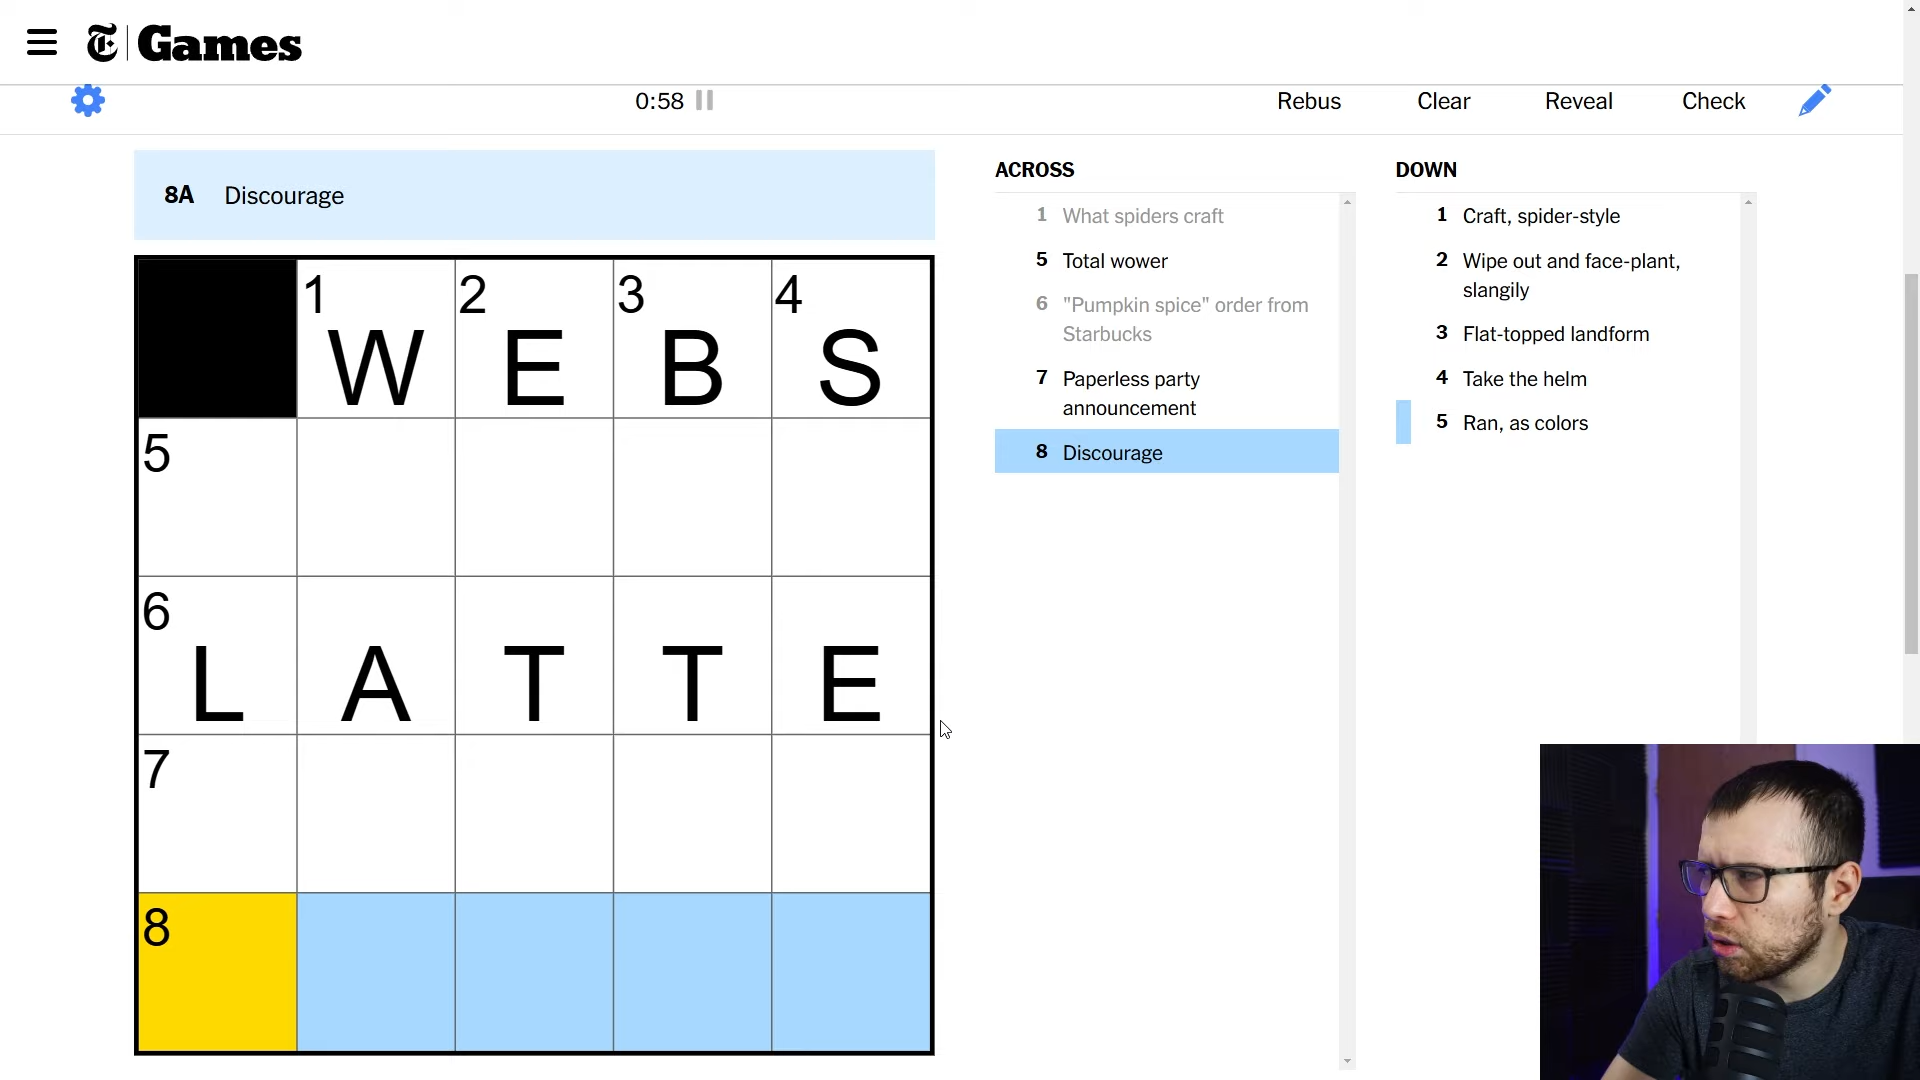 T Games
0:58
Rebus Clear Reveal Check
8A Discourage
1 2 3 4
W E B S
5
6
L A T T E
7
8
ACROSS
1 What spiders craft
5 Total wower
6 "Pumpkin spice" order from
Starbucks
7 Paperless party
announcement
8 Discourage
DOWN
1 Craft, spider-style
2 Wipe out and face-plant,
slangily
3 Flat-topped landform
4 Take the helm
5 Ran, as colors